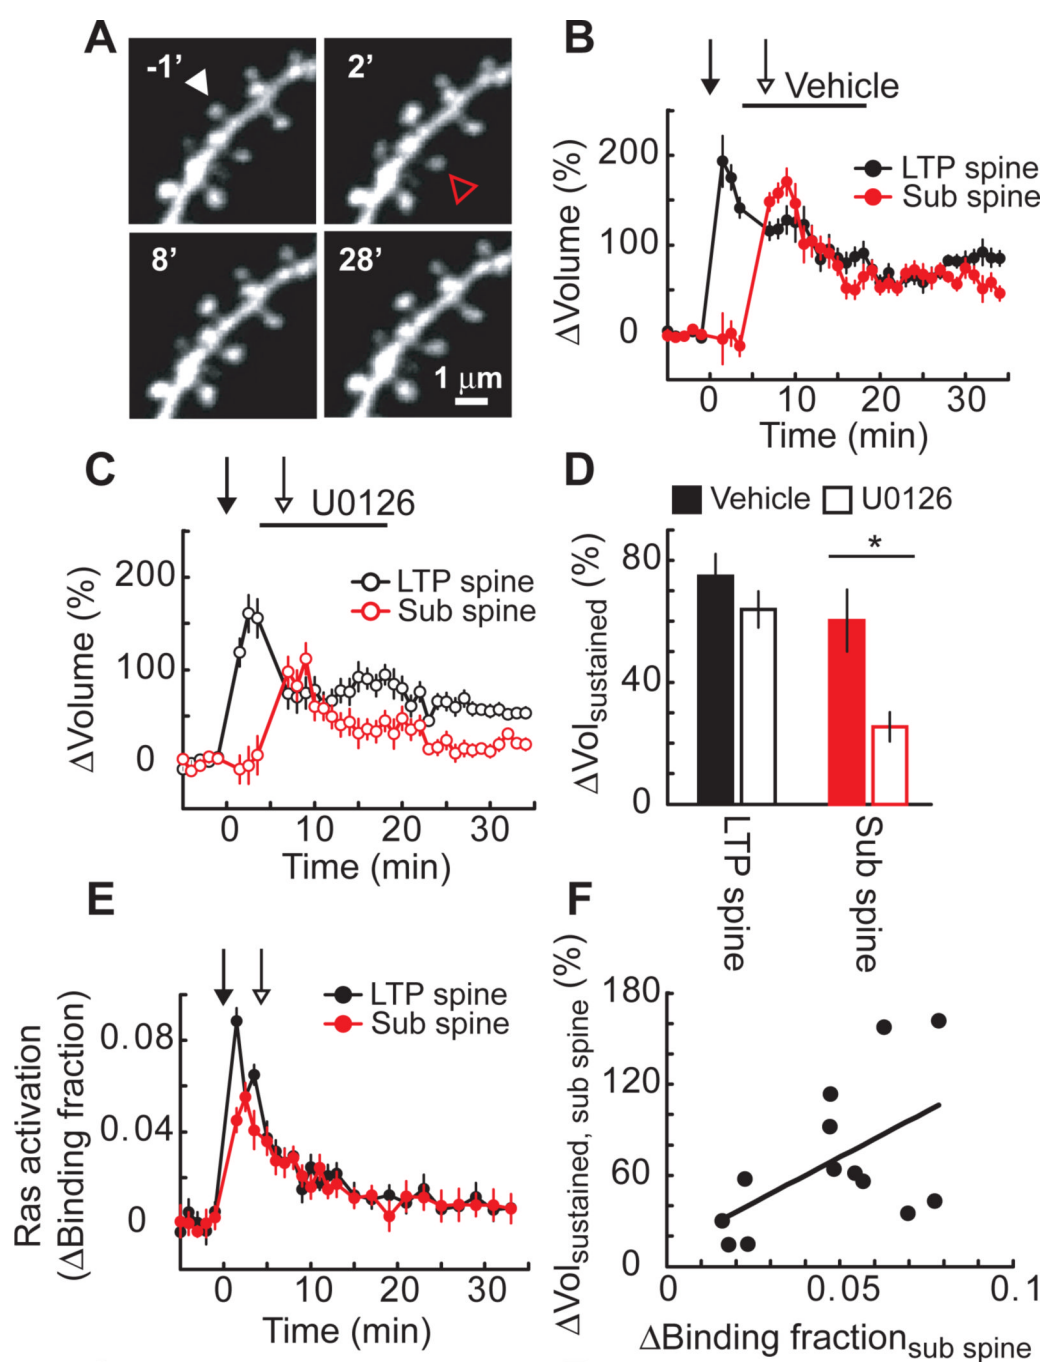 A
-1’
2’
8’
28’
1 μm
B
Vehicle
LTP spine
Sub spine
ΔVolume (%)
200
100
0
0 10 20 30
Time (min)
C
U0126
LTP spine
Sub spine
ΔVolume (%)
200
100
0
0 10 20 30
Time (min)
D
Vehicle U0126
*
ΔVolsustained (%)
80
40
0
LTP spine
Sub spine
E
LTP spine
Sub spine
Ras activation
(ΔBinding fraction)
0.08
0.04
0
0 10 20 30
Time (min)
F
ΔVolsustained, sub spine (%)
180
120
60
0
0 0.05 0.1
ΔBinding fractionsub spine